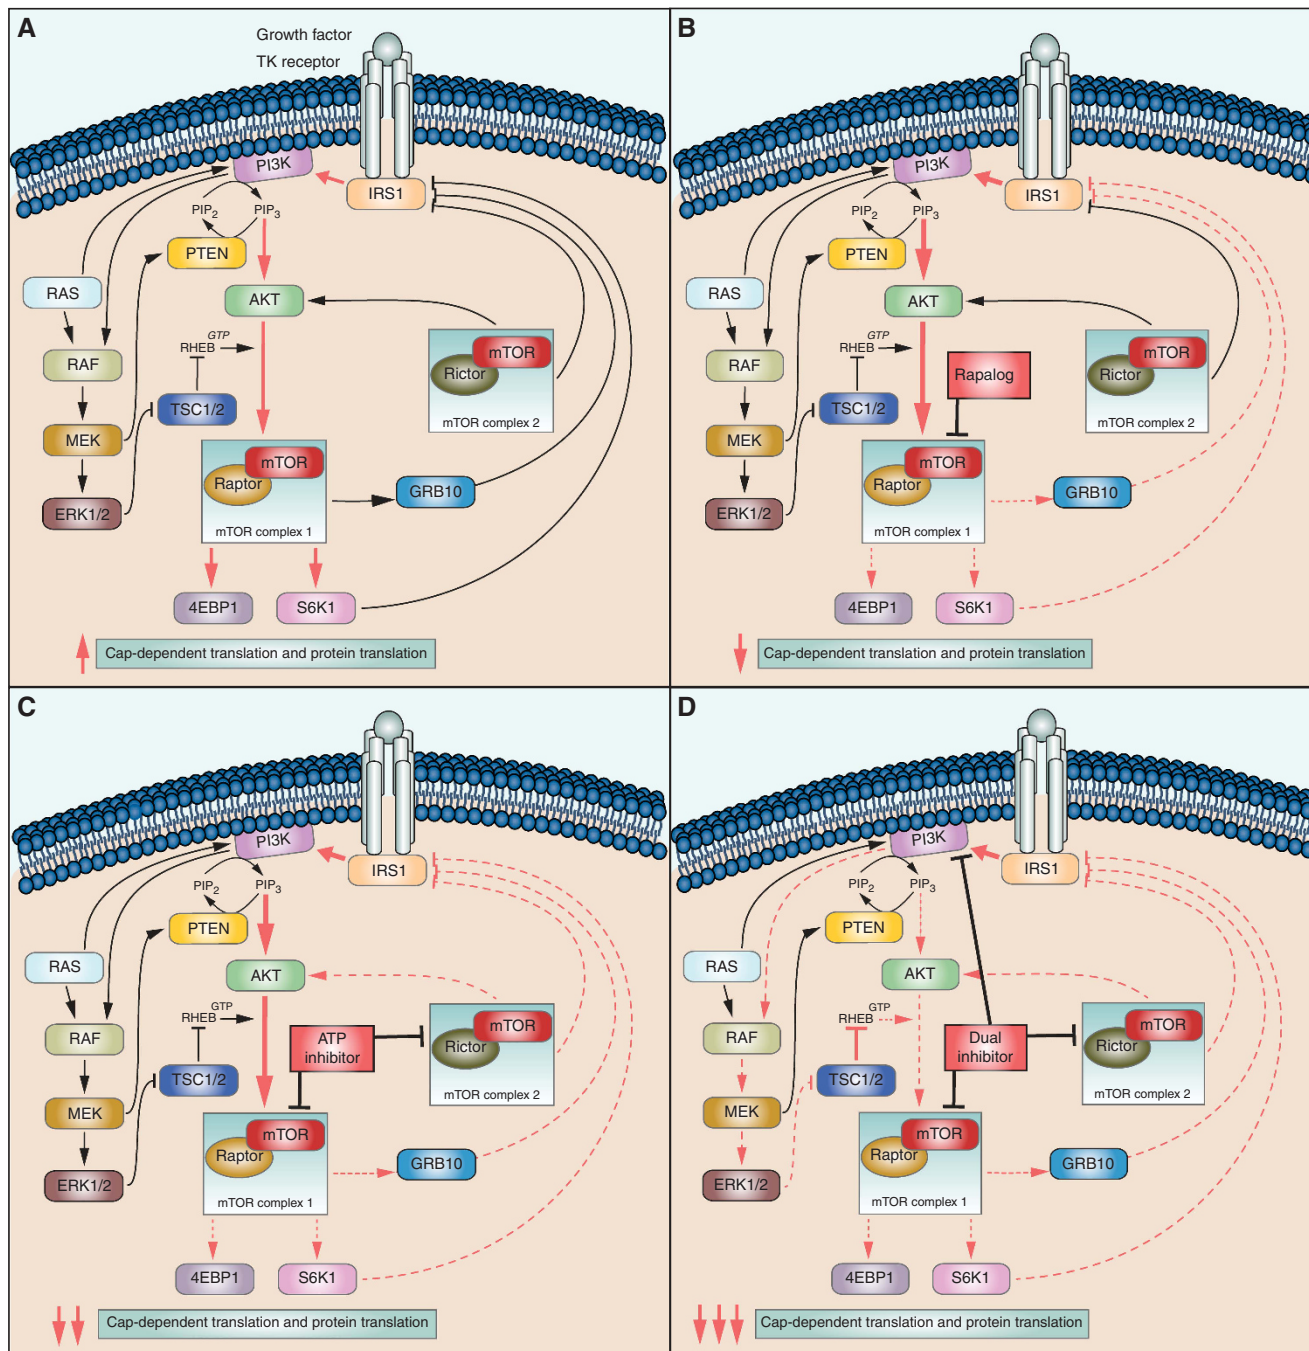 A
Growth factor
TK receptor
PI3K
IRS1
PIP2
PIP3
PTEN
RAS
AKT
GTP
RHEB
mTOR
Rictor
RAF
TSC1/2
mTOR complex 2
MEK
mTOR
Raptor
GRB10
ERK1/2
mTOR complex 1
4EBP1
S6K1
Cap-dependent translation and protein translation
B
PI3K
IRS1
PIP2
PIP3
PTEN
RAS
AKT
GTP
RHEB
mTOR
Rictor
RAF
Rapalog
TSC1/2
mTOR complex 2
MEK
mTOR
Raptor
GRB10
ERK1/2
mTOR complex 1
4EBP1
S6K1
Cap-dependent translation and protein translation
C
PI3K
IRS1
PIP2
PIP3
PTEN
RAS
AKT
GTP
RHEB
mTOR
Rictor
RAF
ATP
inhibitor
TSC1/2
mTOR complex 2
MEK
mTOR
Raptor
GRB10
ERK1/2
mTOR complex 1
4EBP1
S6K1
Cap-dependent translation and protein translation
D
PI3K
IRS1
PIP2
PIP3
PTEN
RAS
AKT
GTP
RHEB
mTOR
Rictor
RAF
Dual
inhibitor
TSC1/2
mTOR complex 2
MEK
mTOR
Raptor
GRB10
ERK1/2
mTOR complex 1
4EBP1
S6K1
Cap-dependent translation and protein translation